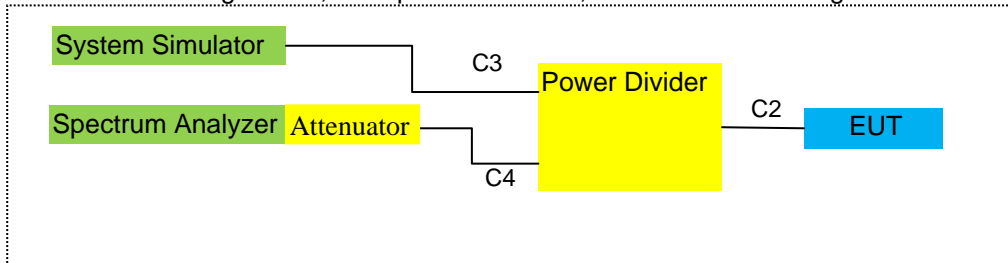 System Simulator
C3
Power Divider
C2
Spectrum Analyzer
Attenuator
EUT
C4